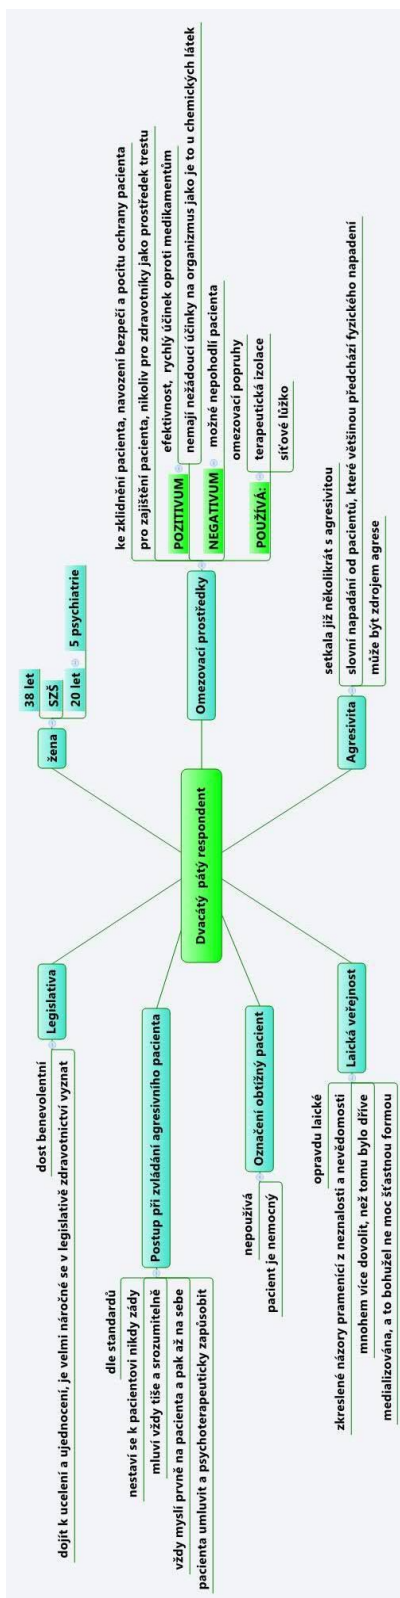 Dvacátý pátý respondent
žena
38 let
SZŠ
20 let
5 psychiatrie
Omezovací prostředky
ke zklidnění pacienta, navození bezpečí a pocitu ochrany pacienta
pro zajištění pacienta, nikoliv pro zdravotníky jako prostředek trestu
POZITIVUM
efektivnost, rychlý účinek oproti medikamentům
nemají nežádoucí účinky na organizmus jako je to u chemických látek
NEGATIVUM
možné nepohodlí pacienta
POUŽÍVÁ:
omezovací popruhy
terapeutická izolace
síťové lůžko
Agresivita
setkala již několikrát s agresivitou
slovní napadání od pacientů, které většinou předchází fyzického napadení
může být zdrojem agrese
Legislativa
dost benevolentní
dojít k ucelení a ujednocení, je velmi náročné se v legislativě zdravotnictví vyznat
Postup při zvládání agresivního pacienta
dle standardů
nestaví se k pacientovi nikdy zády
mluví vždy tiše a srozumitelně
vždy myslí prvně na pacienta a pak až na sebe
pacienta umluvit a psychoterapeuticky zapůsobit
Označení obtížný pacient
nepoužívá
pacient je nemocný
Laická veřejnost
opravdu laické
zkreslené názory pramenící z neznalosti a nevědomosti
mnohem více dovolit, než tomu bylo dříve
medializována, a to bohužel ne moc šťastnou formou